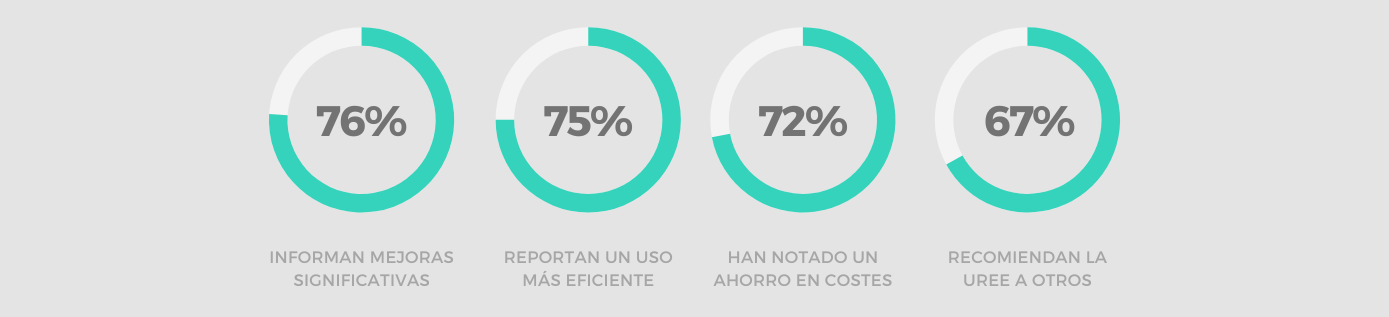 76%
INFORMAN MEJORAS
SIGNIFICATIVAS
75%
REPORTAN UN USO
MÁS EFICIENTE
72%
HAN NOTADO UN
AHORRO EN COSTES
67%
RECOMIENDAN LA
UREE A OTROS